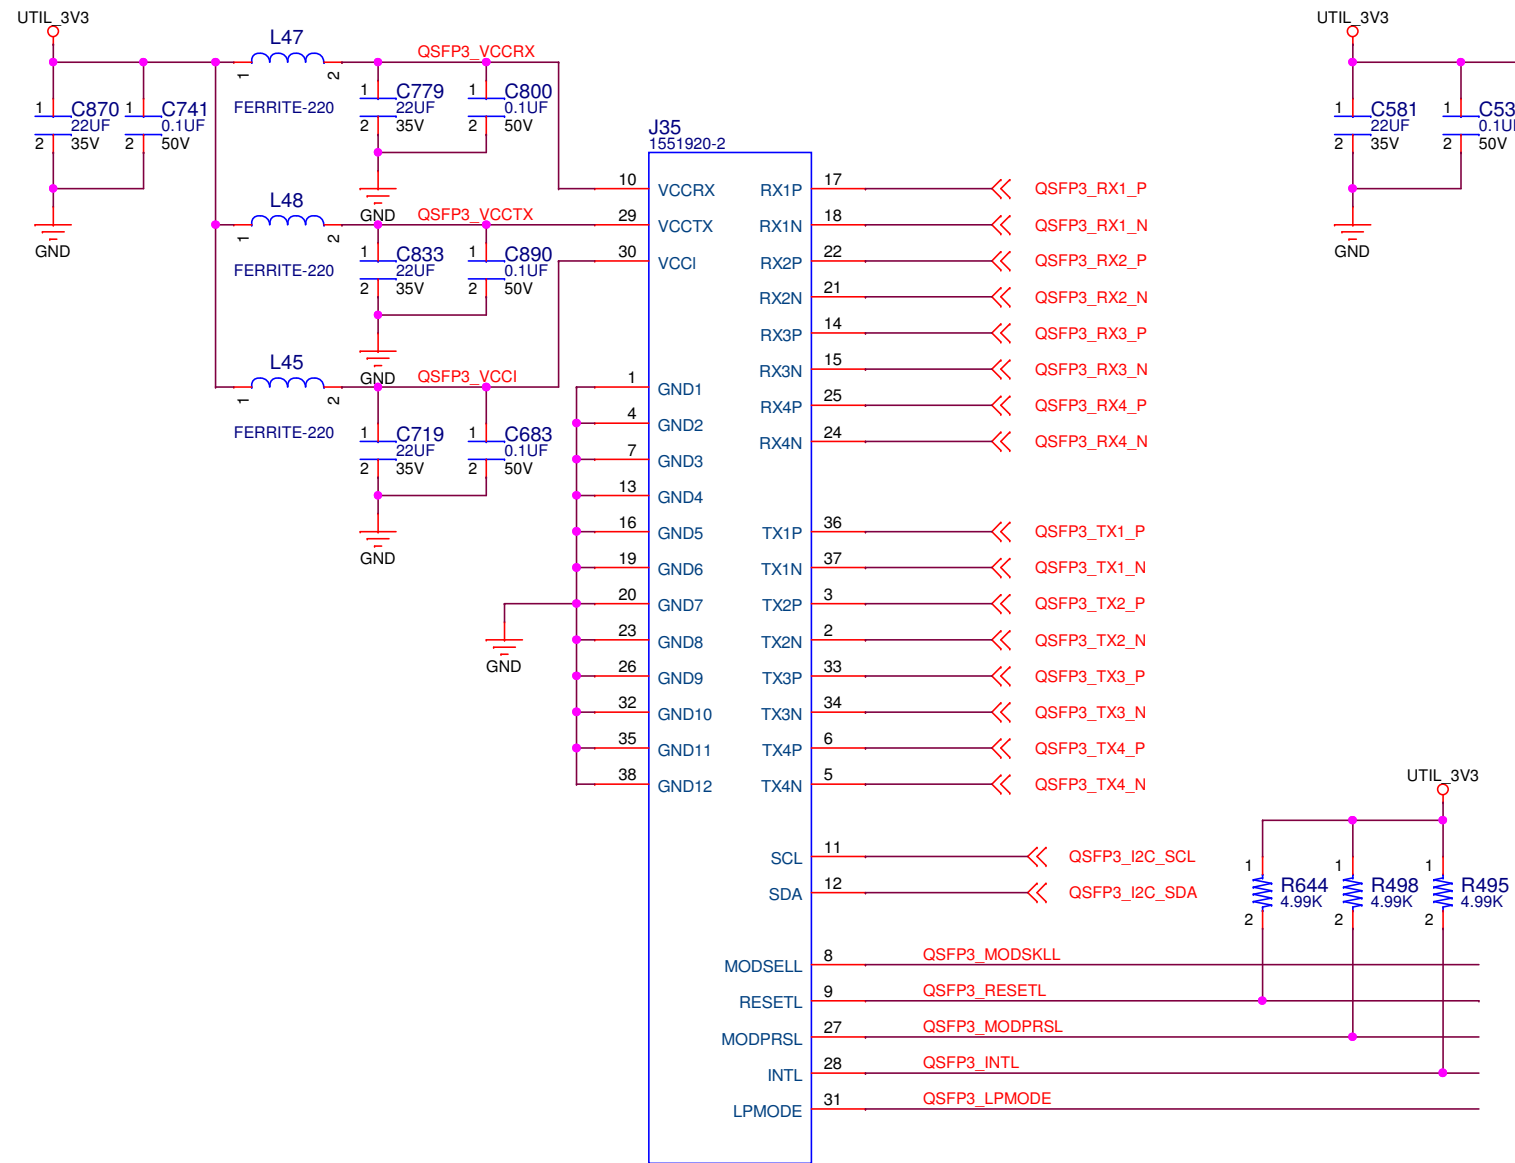 UTIL_3V3
L47
1
2
FERRITE-220
QSFP3_VCCRX
1 C870
22UF
2 35V
1 C741
0.1UF
2 50V
GND
1 C779
22UF
2 35V
1 C800
0.1UF
50V
2
GND
L48
1
2
FERRITE-220
QSFP3_VCCTX
1 C833
22UF
2 35V
1 C890
0.1UF
2 50V
GND
L45
1
2
FERRITE-220
QSFP3_VCCI
1 C719
22UF
2 35V
1 C683
0.1UF
2 50V
GND
J35
1551920-2
10 VCCRX
29 VCCTX
30 VCCI
1 GND1
4 GND2
7 GND3
13 GND4
16 GND5
19 GND6
20 GND7
23 GND8
26 GND9
32 GND10
35 GND11
38 GND12
GND
RX1P 17 QSFP3_RX1_P
RX1N 18 QSFP3_RX1_N
RX2P 22 QSFP3_RX2_P
RX2N 21 QSFP3_RX2_N
RX3P 14 QSFP3_RX3_P
RX3N 15 QSFP3_RX3_N
RX4P 25 QSFP3_RX4_P
RX4N 24 QSFP3_RX4_N
TX1P 36 QSFP3_TX1_P
TX1N 37 QSFP3_TX1_N
TX2P 3 QSFP3_TX2_P
TX2N 2 QSFP3_TX2_N
TX3P 33 QSFP3_TX3_P
TX3N 34 QSFP3_TX3_N
TX4P 6 QSFP3_TX4_P
TX4N 5 QSFP3_TX4_N
SCL 11 QSFP3_I2C_SCL
SDA 12 QSFP3_I2C_SDA
MODSELL 8 QSFP3_MODSKLL
RESETL 9 QSFP3_RESETL
MODPRSL 27 QSFP3_MODPRSL
INTL 28 QSFP3_INTL
LPMODE 31 QSFP3_LPMODE
UTIL_3V3
1 C581
22UF
2 35V
1
2 50V
GND
UTIL_3V3
1 R644
4.99K
2
1 R498
4.99K
2
1 R495
4.99K
2